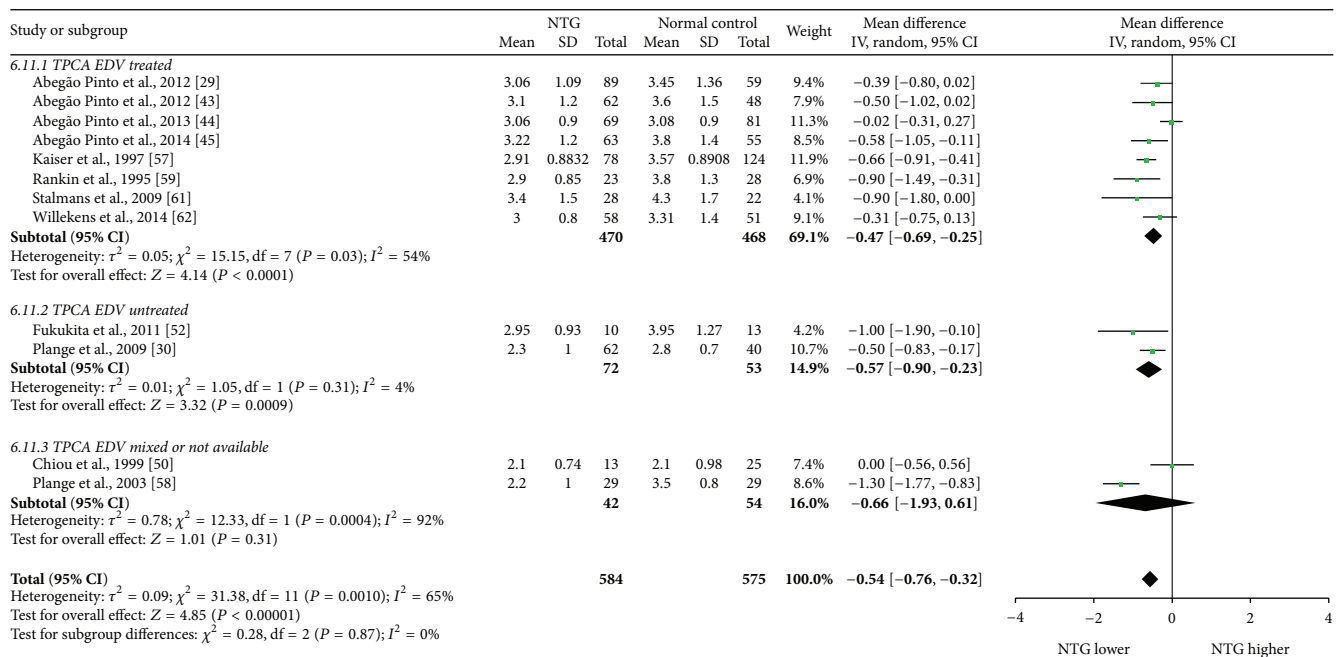 Study or subgroup NTG Normal control Weight Mean difference Mean difference
Mean SD Total Mean SD Total IV, random, 95% CI IV, random, 95% CI
6.11.1 TPCA EDV treated
Abegão Pinto et al., 2012 [29] 3.06 1.09 89 3.45 1.36 59 9.4% −0.39 [−0.80, 0.02]
Abegão Pinto et al., 2012 [43] 3.1 1.2 62 3.6 1.5 48 7.9% −0.50 [−1.02, 0.02]
Abegão Pinto et al., 2013 [44] 3.06 0.9 69 3.08 0.9 81 11.3% −0.02 [−0.31, 0.27]
Abegão Pinto et al., 2014 [45] 3.22 1.2 63 3.8 1.4 55 8.5% −0.58 [−1.05, −0.11]
Kaiser et al., 1997 [57] 2.91 0.8832 78 3.57 0.8908 124 11.9% −0.66 [−0.91, −0.41]
Rankin et al., 1995 [59] 2.9 0.85 23 3.8 1.3 28 6.9% −0.90 [−1.49, −0.31]
Stalmans et al., 2009 [61] 3.4 1.5 28 4.3 1.7 22 4.1% −0.90 [−1.80, 0.00]
Willekens et al., 2014 [62] 3 0.8 58 3.31 1.4 51 9.1% −0.31 [−0.75, 0.13]
Subtotal (95% CI) 470 468 69.1% −0.47 [−0.69, −0.25]
Heterogeneity: τ² = 0.05; χ² = 15.15, df = 7 (P = 0.03); I² = 54%
Test for overall effect: Z = 4.14 (P < 0.0001)
6.11.2 TPCA EDV untreated
Fukukita et al., 2011 [52] 2.95 0.93 10 3.95 1.27 13 4.2% −1.00 [−1.90, −0.10]
Plange et al., 2009 [30] 2.3 1 62 2.8 0.7 40 10.7% −0.50 [−0.83, −0.17]
Subtotal (95% CI) 72 53 14.9% −0.57 [−0.90, −0.23]
Heterogeneity: τ² = 0.01; χ² = 1.05, df = 1 (P = 0.31); I² = 4%
Test for overall effect: Z = 3.32 (P = 0.0009)
6.11.3 TPCA EDV mixed or not available
Chiou et al., 1999 [50] 2.1 0.74 13 2.1 0.98 25 7.4% 0.00 [−0.56, 0.56]
Plange et al., 2003 [58] 2.2 1 29 3.5 0.8 29 8.6% −1.30 [−1.77, −0.83]
Subtotal (95% CI) 42 54 16.0% −0.66 [−1.93, 0.61]
Heterogeneity: τ² = 0.78; χ² = 12.33, df = 1 (P = 0.0004); I² = 92%
Test for overall effect: Z = 1.01 (P = 0.31)
Total (95% CI) 584 575 100.0% −0.54 [−0.76, −0.32]
Heterogeneity: τ² = 0.09; χ² = 31.38, df = 11 (P = 0.0010); I² = 65%
Test for overall effect: Z = 4.85 (P < 0.00001)
Test for subgroup differences: χ² = 0.28, df = 2 (P = 0.87); I² = 0%
−4 −2 0 2 4
NTG lower NTG higher